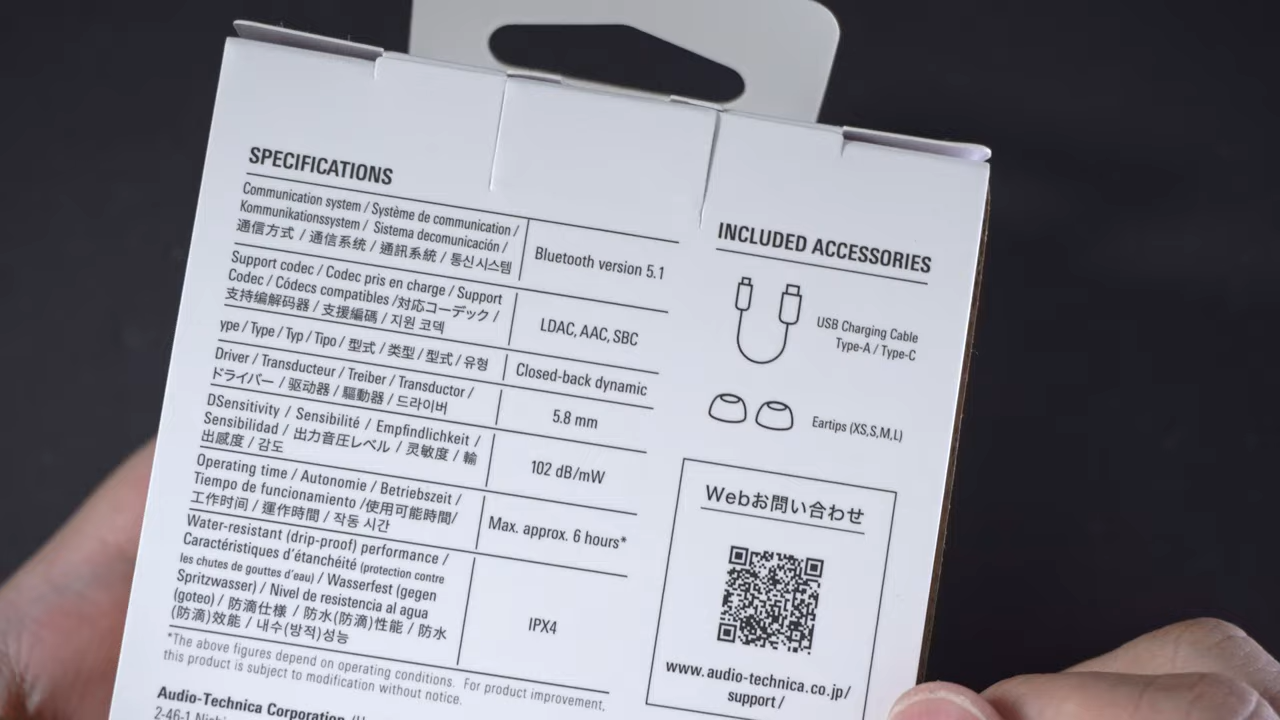 SPECIFICATIONS
Communication system / Système de communication /
Kommunikationssystem / Sistema decomunicación /
通信方式 / 通信系统 / 通訊系統 / 통신 시스템
Bluetooth version 5.1
Support codec / Codec pris en charge / Support
Codec / Códecs compatibles /対応コーデック /
支持编解码器 / 支援編碼 / 지원 코덱
LDAC, AAC, SBC
ype / Type / Typ / Tipo / 型式 / 类型 / 型式 / 유형
Closed-back dynamic
Driver / Transducteur / Treiber / Transductor /
ドライバー / 驱动器 / 驅動器 / 드라이버
5.8 mm
DSensitivity / Sensibilité / Empfindlichkeit /
Sensibilidad / 出力音圧レベル / 灵敏度 / 輸
出感度 / 감도
102 dB/mW
Operating time / Autonomie / Betriebszeit /
Tiempo de funcionamiento /使用可能時間/
工作时间 / 運作時間 / 작동 시간
Max. approx. 6 hours*
Water-resistant (drip-proof) performance /
Caractéristiques d'étanchéité (protection contre
les chutes de gouttes d'eau) / Wasserfest (gegen
Spritzwasser) / Nivel de resistencia al agua
(goteo) / 防滴仕様 / 防水(防滴)性能 / 防水
(防滴)效能 / 내수(방적)성능
IPX4
*The above figures depend on operating conditions. For product improvement,
this product is subject to modification without notice.
Audio-Technica Corporation
2-46-1
INCLUDED ACCESSORIES
USB Charging Cable
Type-A / Type-C
Eartips (XS,S,M,L)
Webお問い合わせ
www.audio-technica.co.jp/
support/